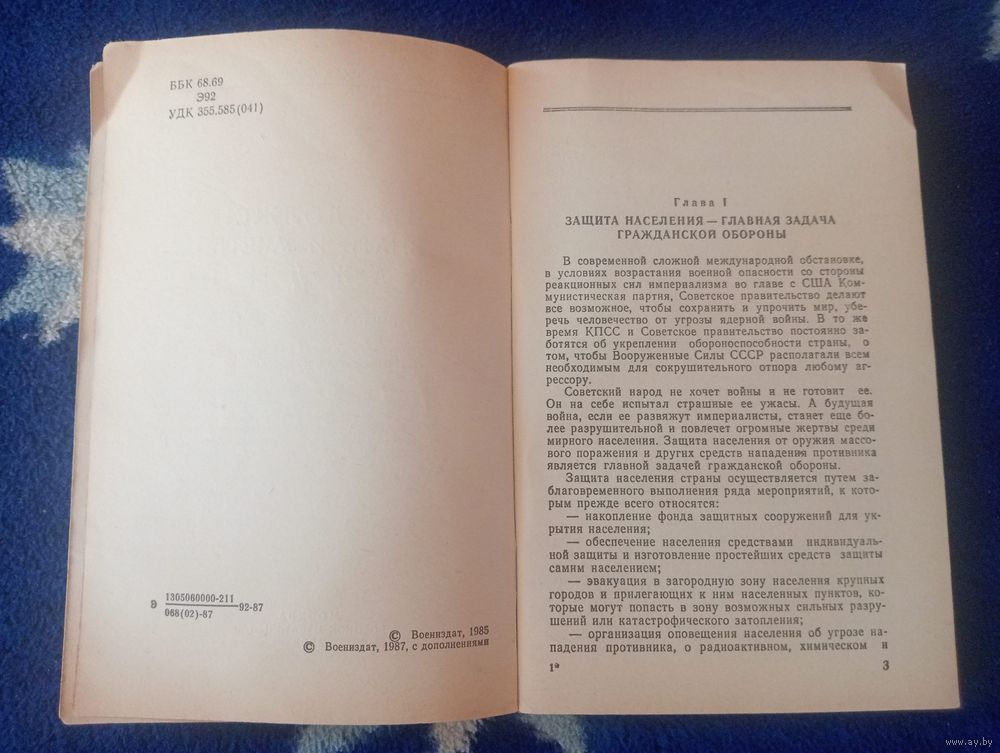 ББК 68.69
Э92
УДК 355.585(041)
Э 1305060000-211
068(02)-87
92-87
© Воениздат, 1985
© Воениздат, 1987, с дополнениями
Глава I
ЗАЩИТА НАСЕЛЕНИЯ — ГЛАВНАЯ ЗАДАЧА
ГРАЖДАНСКОЙ ОБОРОНЫ
В современной сложной международной обстановке,
в условиях возрастания военной опасности со стороны
реакционных сил империализма во главе с США Ком-
мунистическая партия, Советское правительство делают
все возможное, чтобы сохранить и упрочить мир, убе-
речь человечество от угрозы ядерной войны. В то же
время КПСС и Советское правительство постоянно за-
ботятся об укреплении обороноспособности страны, о
том, чтобы Вооруженные Силы СССР располагали всем
необходимым для сокрушительного отпора любому аг-
рессору.
Советский народ не хочет войны и не готовит ее.
Он на себе испытал страшные ее ужасы. А будущая
война, если ее развяжут империалисты, станет еще бо-
лее разрушительной и повлечет огромные жертвы среди
мирного населения. Защита населения от оружия массо-
вого поражения и других средств нападения противника
является главной задачей гражданской обороны.
Защита населения страны осуществляется путем за-
благовременного выполнения ряда мероприятий, к кото-
рым прежде всего относятся:
— накопление фонда защитных сооружений для ук-
рытия населения;
— обеспечение населения средствами индивидуаль-
ной защиты и изготовление простейших средств защиты
самим населением;
— эвакуация в загородную зону населения крупных
городов и прилегающих к ним населенных пунктов, ко-
торые могут попасть в зону возможных сильных разру-
шений или катастрофического затопления;
— организация оповещения населения об угрозе на-
падения противника, о радиоактивном, химическом и
1* 3
www.ay.by